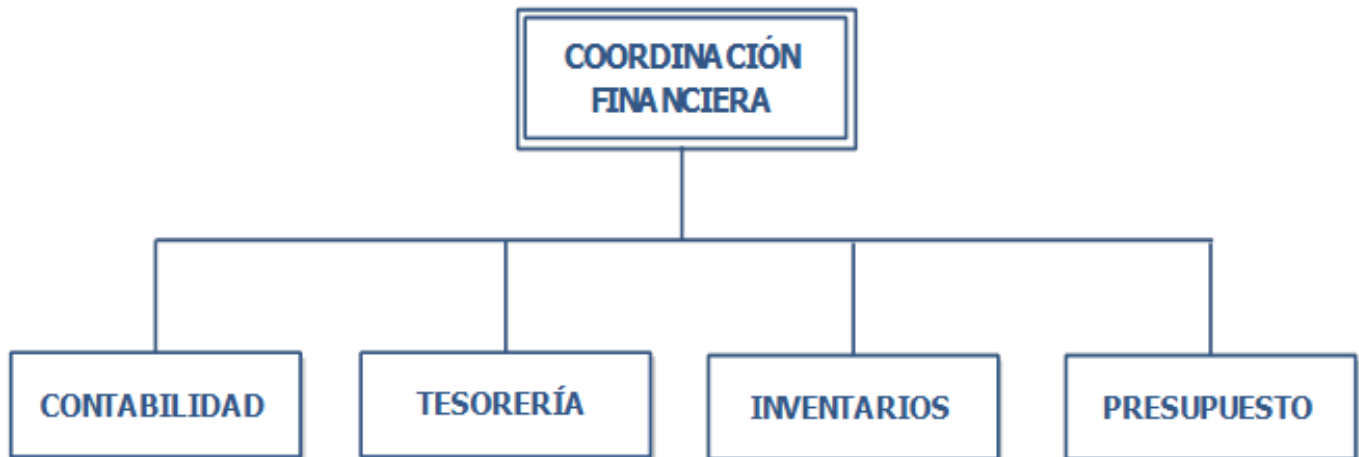 COORDINACIÓN
FINANCIERA
CONTABILIDAD
TESORERÍA
INVENTARIOS
PRESUPUESTO